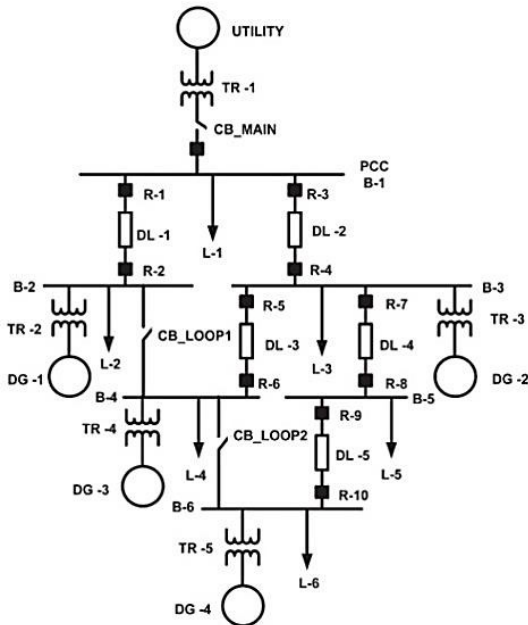 UTILITY
TR -1
CB_MAIN
PCC
B-1
R-1
R-3
DL -1
DL -2
L-1
R-2
R-4
B-2
B-3
TR -2
R-5
R-7
TR -3
CB_LOOP1
DL -3
DL -4
L-2
L-3
DG -1
DG -2
R-6
R-8
B-4
B-5
TR -4
R-9
CB_LOOP2
L-4
DL -5
L-5
DG -3
R-10
B-6
TR -5
L-6
DG -4